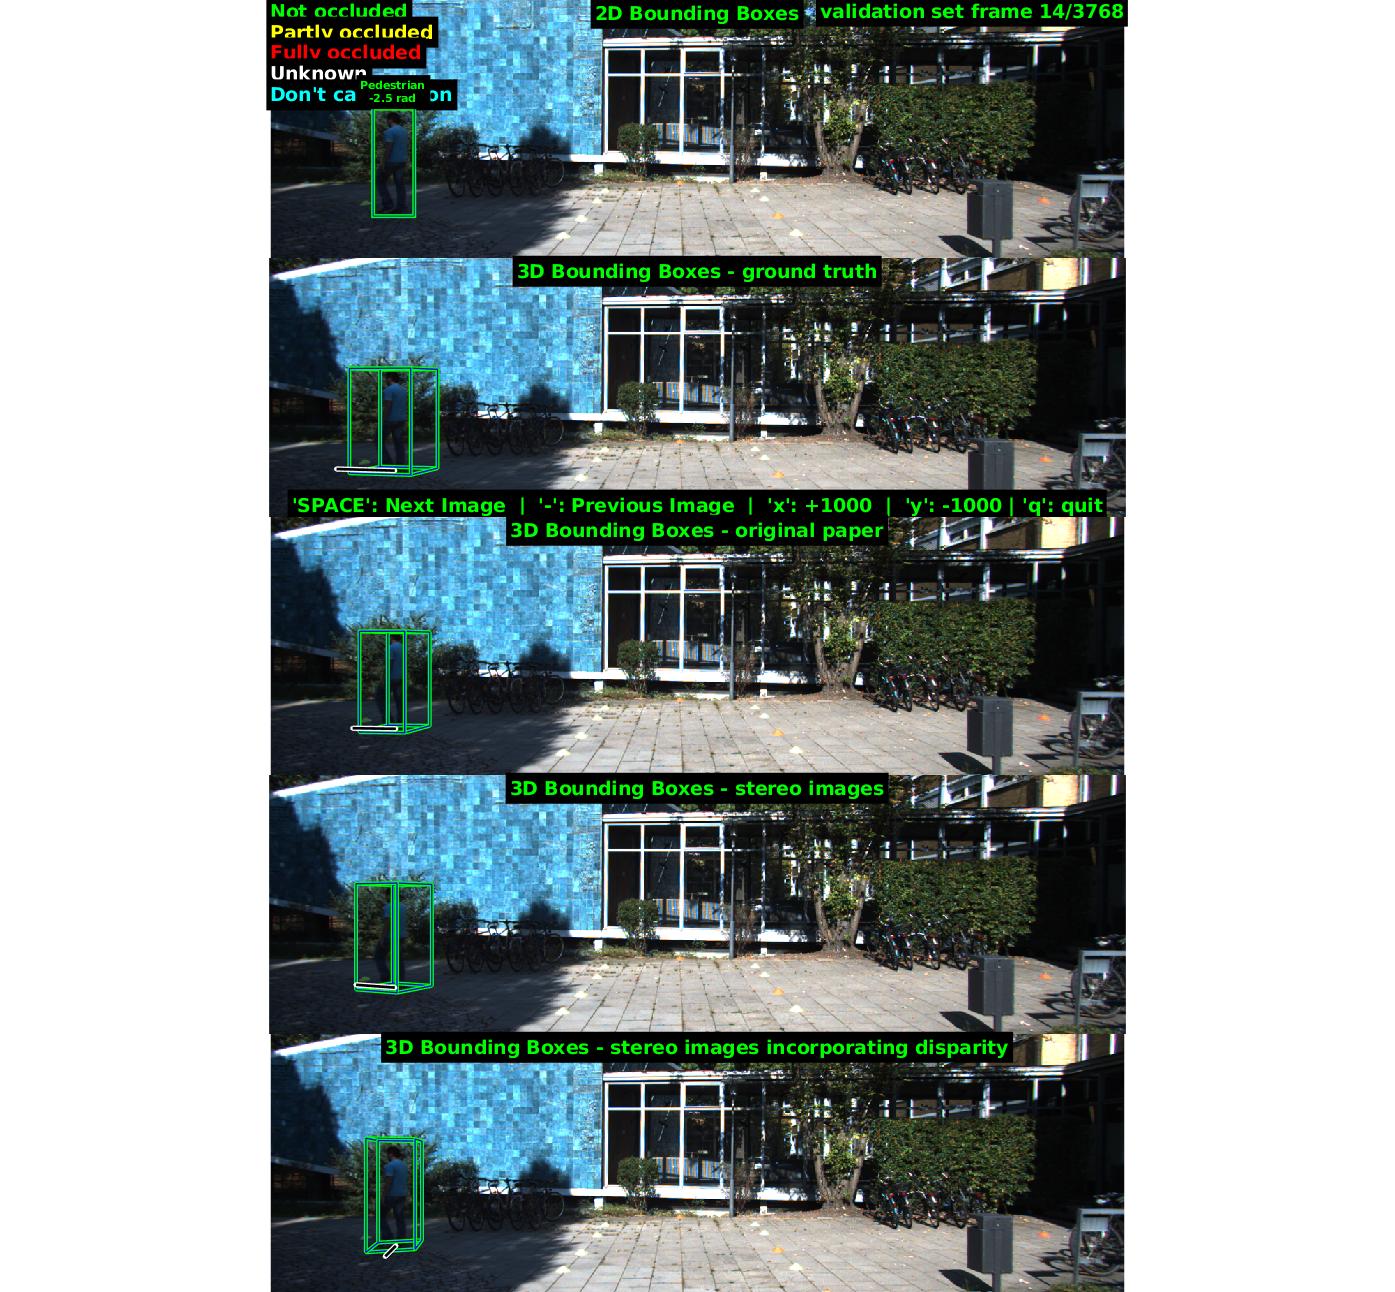 Not occluded
2D Bounding Boxes
validation set frame 14/3768
Partly occluded
Fully occluded
Unknown
Pedestrian
-2.5 rad
Don't ca on
3D Bounding Boxes - ground truth
'SPACE': Next Image | '-': Previous Image | 'x': +1000 | 'y': -1000 | 'q': quit
3D Bounding Boxes - original paper
3D Bounding Boxes - stereo images
3D Bounding Boxes - stereo images incorporating disparity